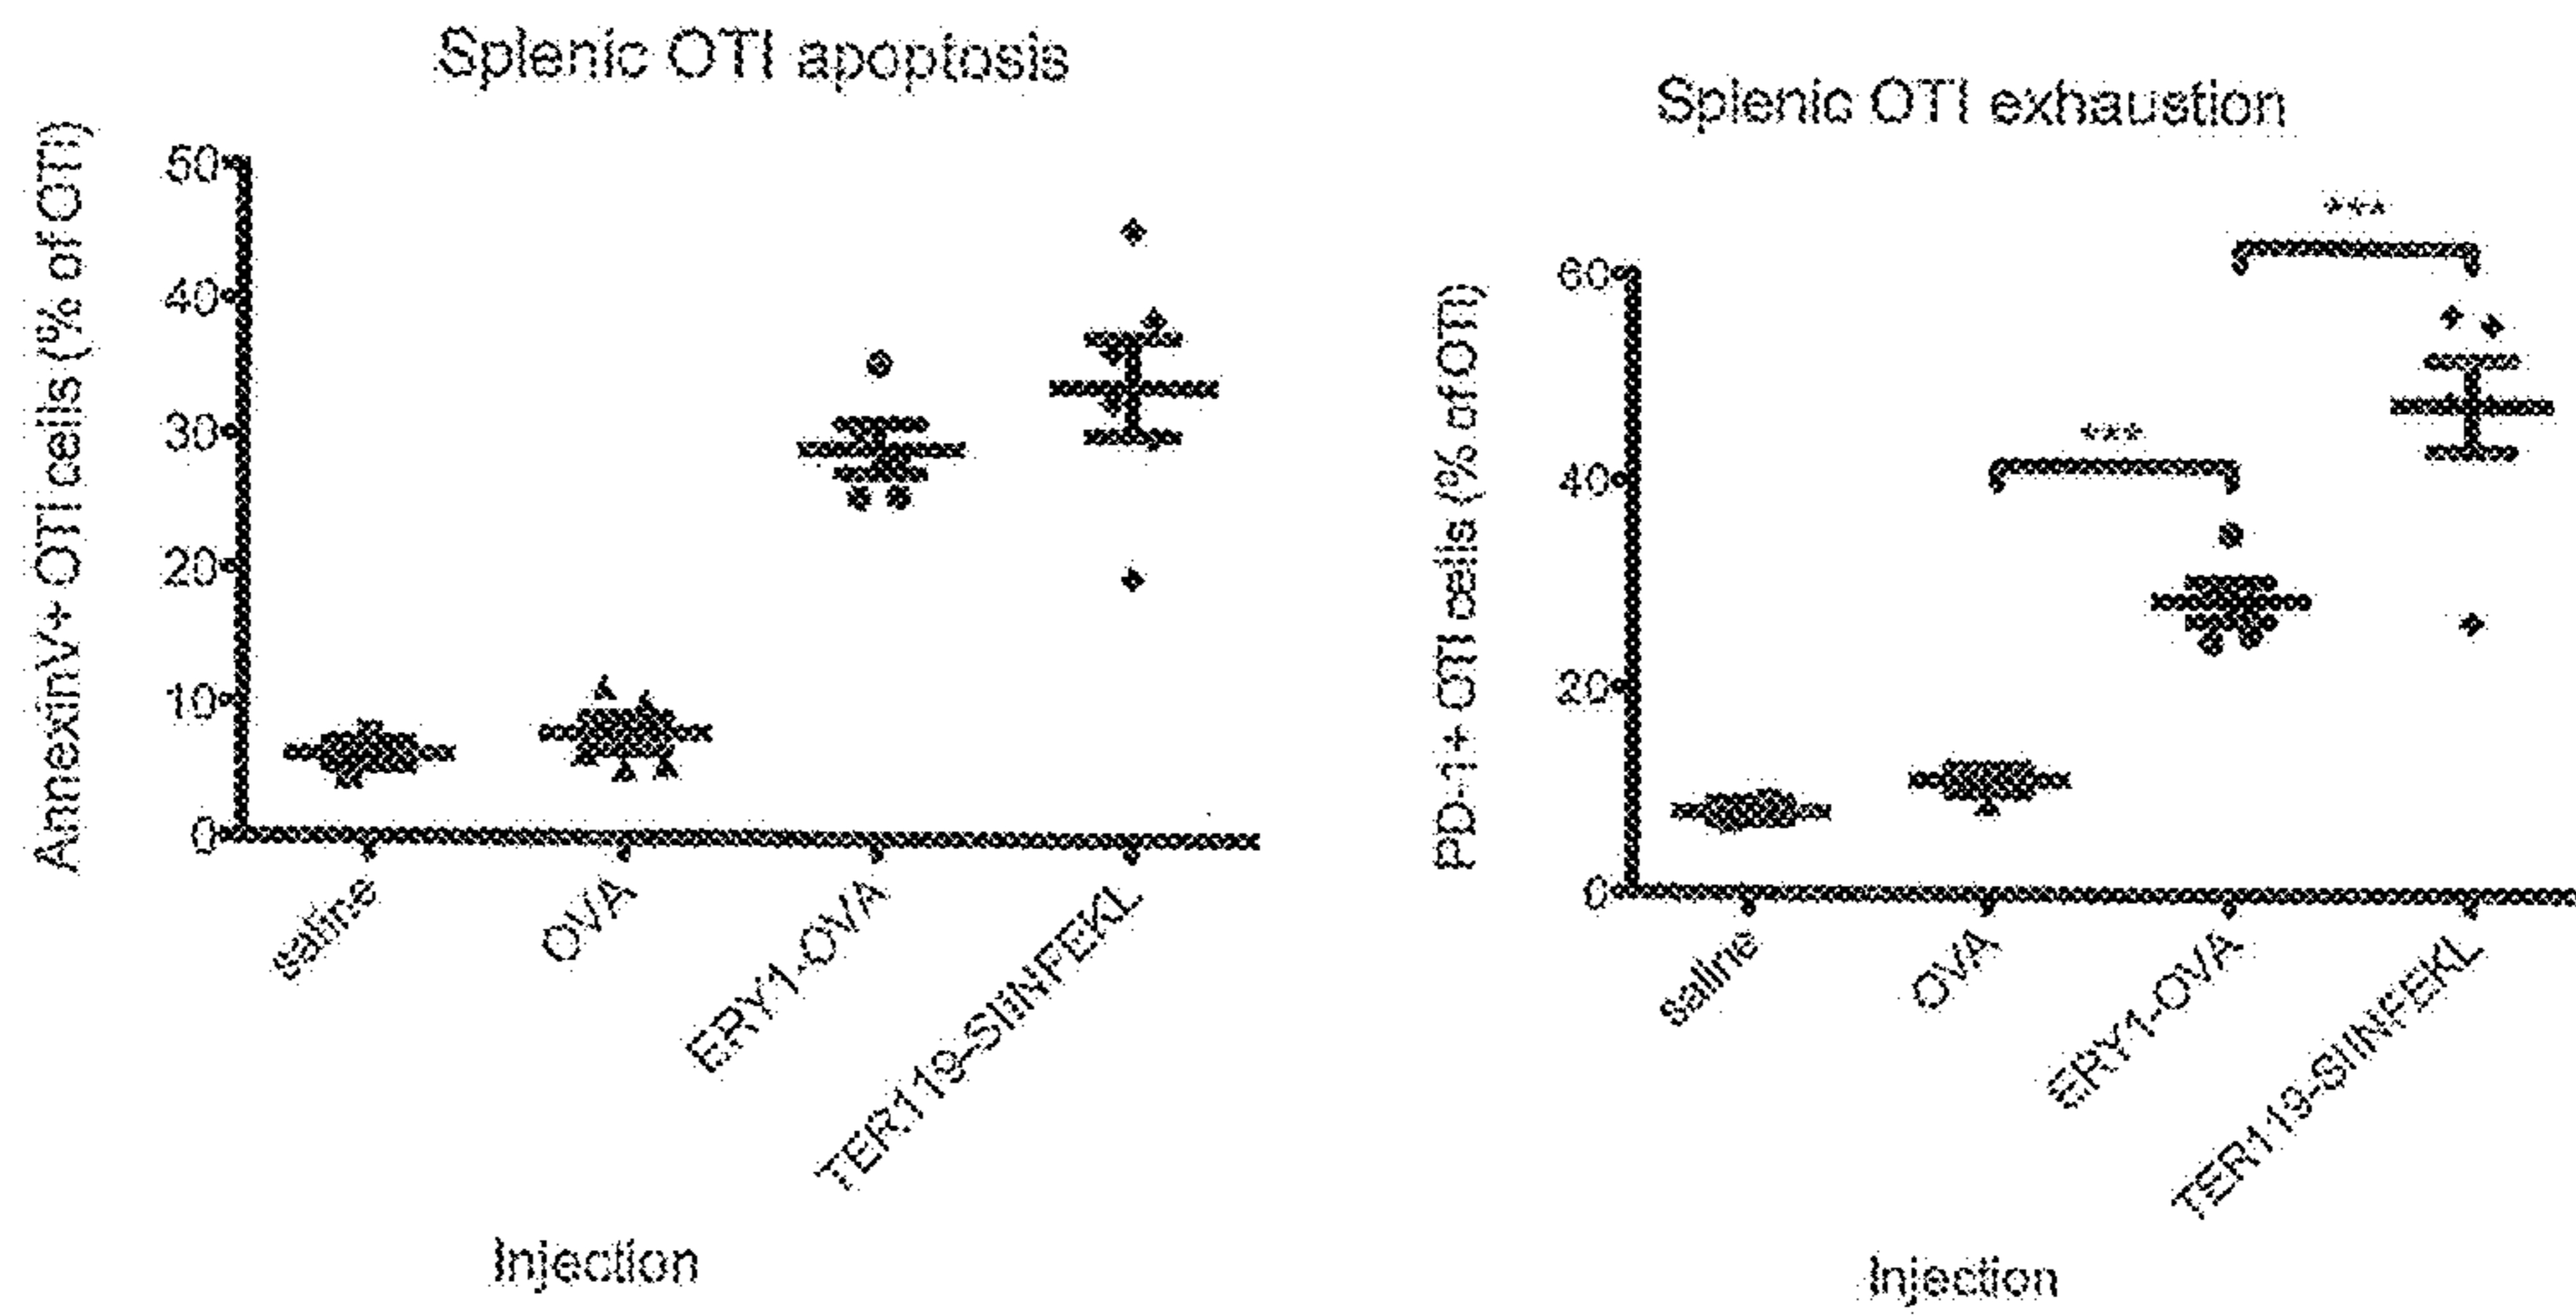 Splenic OTI apoptosis
AnnexinV+ OTI cells (% of OTI)
50
40
30
20
10
0
saline
OVA
ERY1-OVA
TER119-SIINFEKL
Injection
Splenic OTI exhaustion
PD-1+ OTI cells (% of OTI)
60
40
20
0
***
***
saline
OVA
ERY1-OVA
TER119-SIINFEKL
Injection